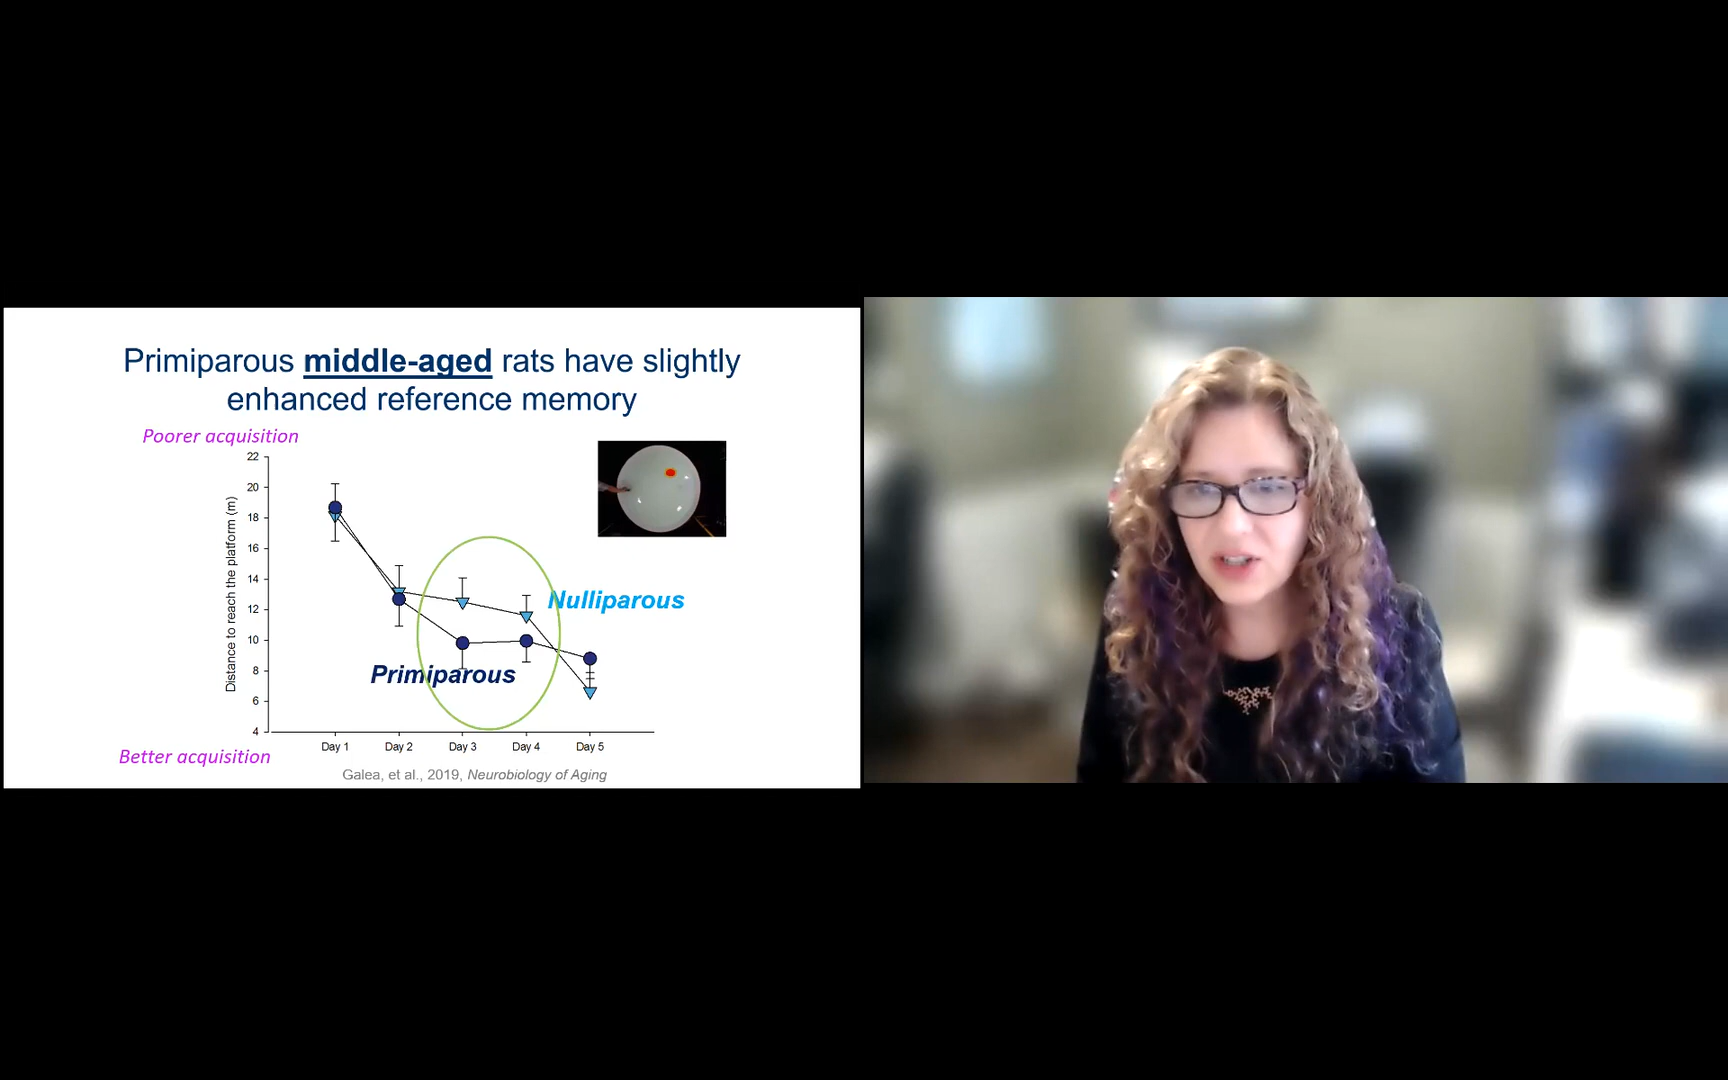 Primiparous middle-aged rats have slightly
enhanced reference memory
Poorer acquisition
22
20
18
16
14
12
10
8
6
4
Distance to reach the platform (m)
Nulliparous
Primiparous
Day 1 Day 2 Day 3 Day 4 Day 5
Better acquisition
Galea, et al., 2019, Neurobiology of Aging